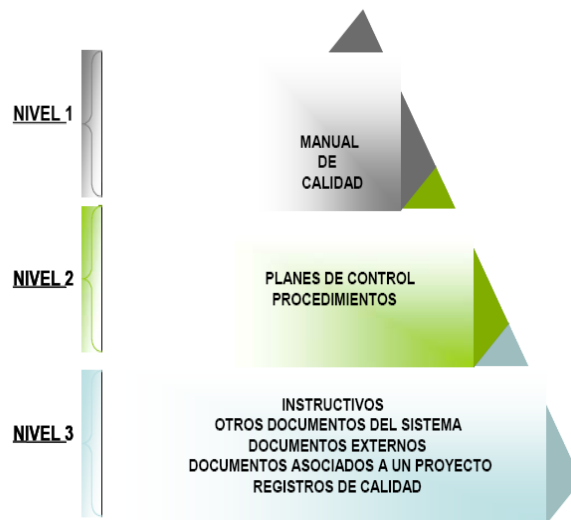 NIVEL 1
MANUAL
DE
CALIDAD
NIVEL 2
PLANES DE CONTROL
PROCEDIMIENTOS
NIVEL 3
INSTRUCTIVOS
OTROS DOCUMENTOS DEL SISTEMA
DOCUMENTOS EXTERNOS
DOCUMENTOS ASOCIADOS A UN PROYECTO
REGISTROS DE CALIDAD